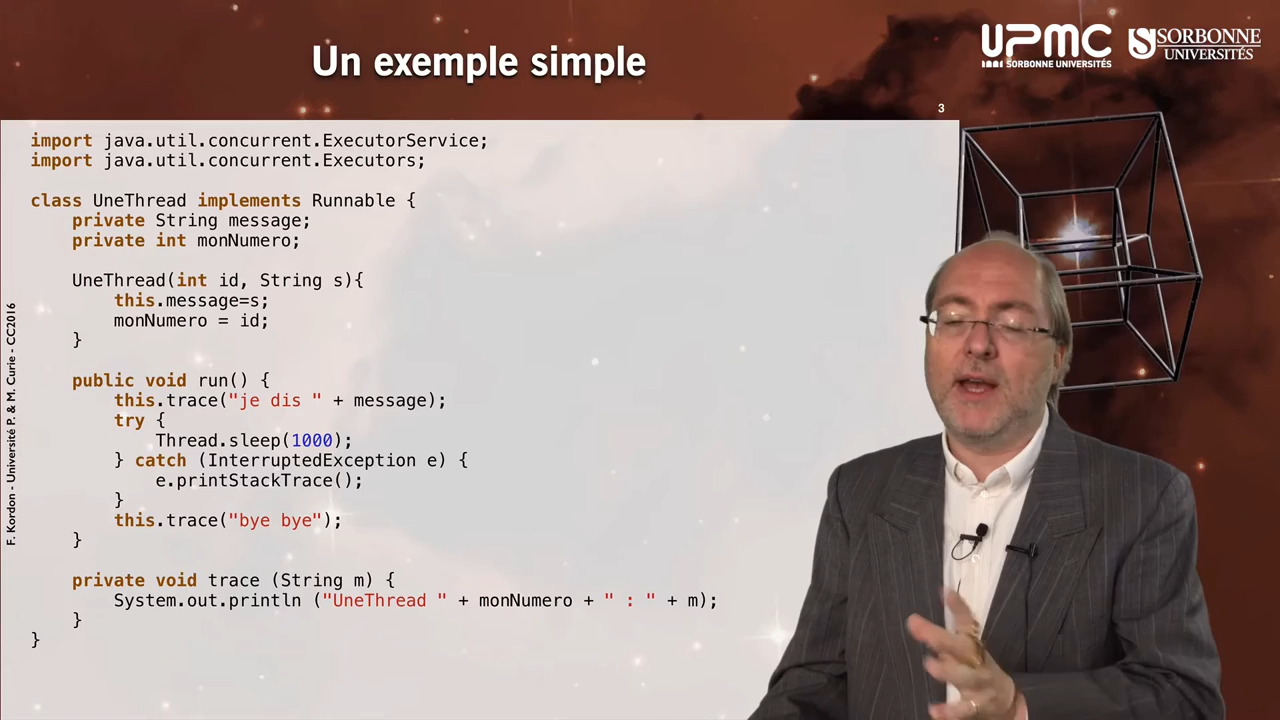 Un exemple simple
UPMC
SORBONNE UNIVERSITÉS
S SORBONNE
UNIVERSITÉS
3
import java.util.concurrent.ExecutorService;
import java.util.concurrent.Executors;
class UneThread implements Runnable {
    private String message;
    private int monNumero;
    UneThread(int id, String s){
        this.message=s;
        monNumero = id;
    }
    public void run() {
        this.trace("je dis " + message);
        try {
            Thread.sleep(1000);
        } catch (InterruptedException e) {
            e.printStackTrace();
        }
        this.trace("bye bye");
    }
    private void trace (String m) {
        System.out.println ("UneThread " + monNumero + " : " + m);
    }
}
F. Kordon - Université P. & M. Curie - CC2016